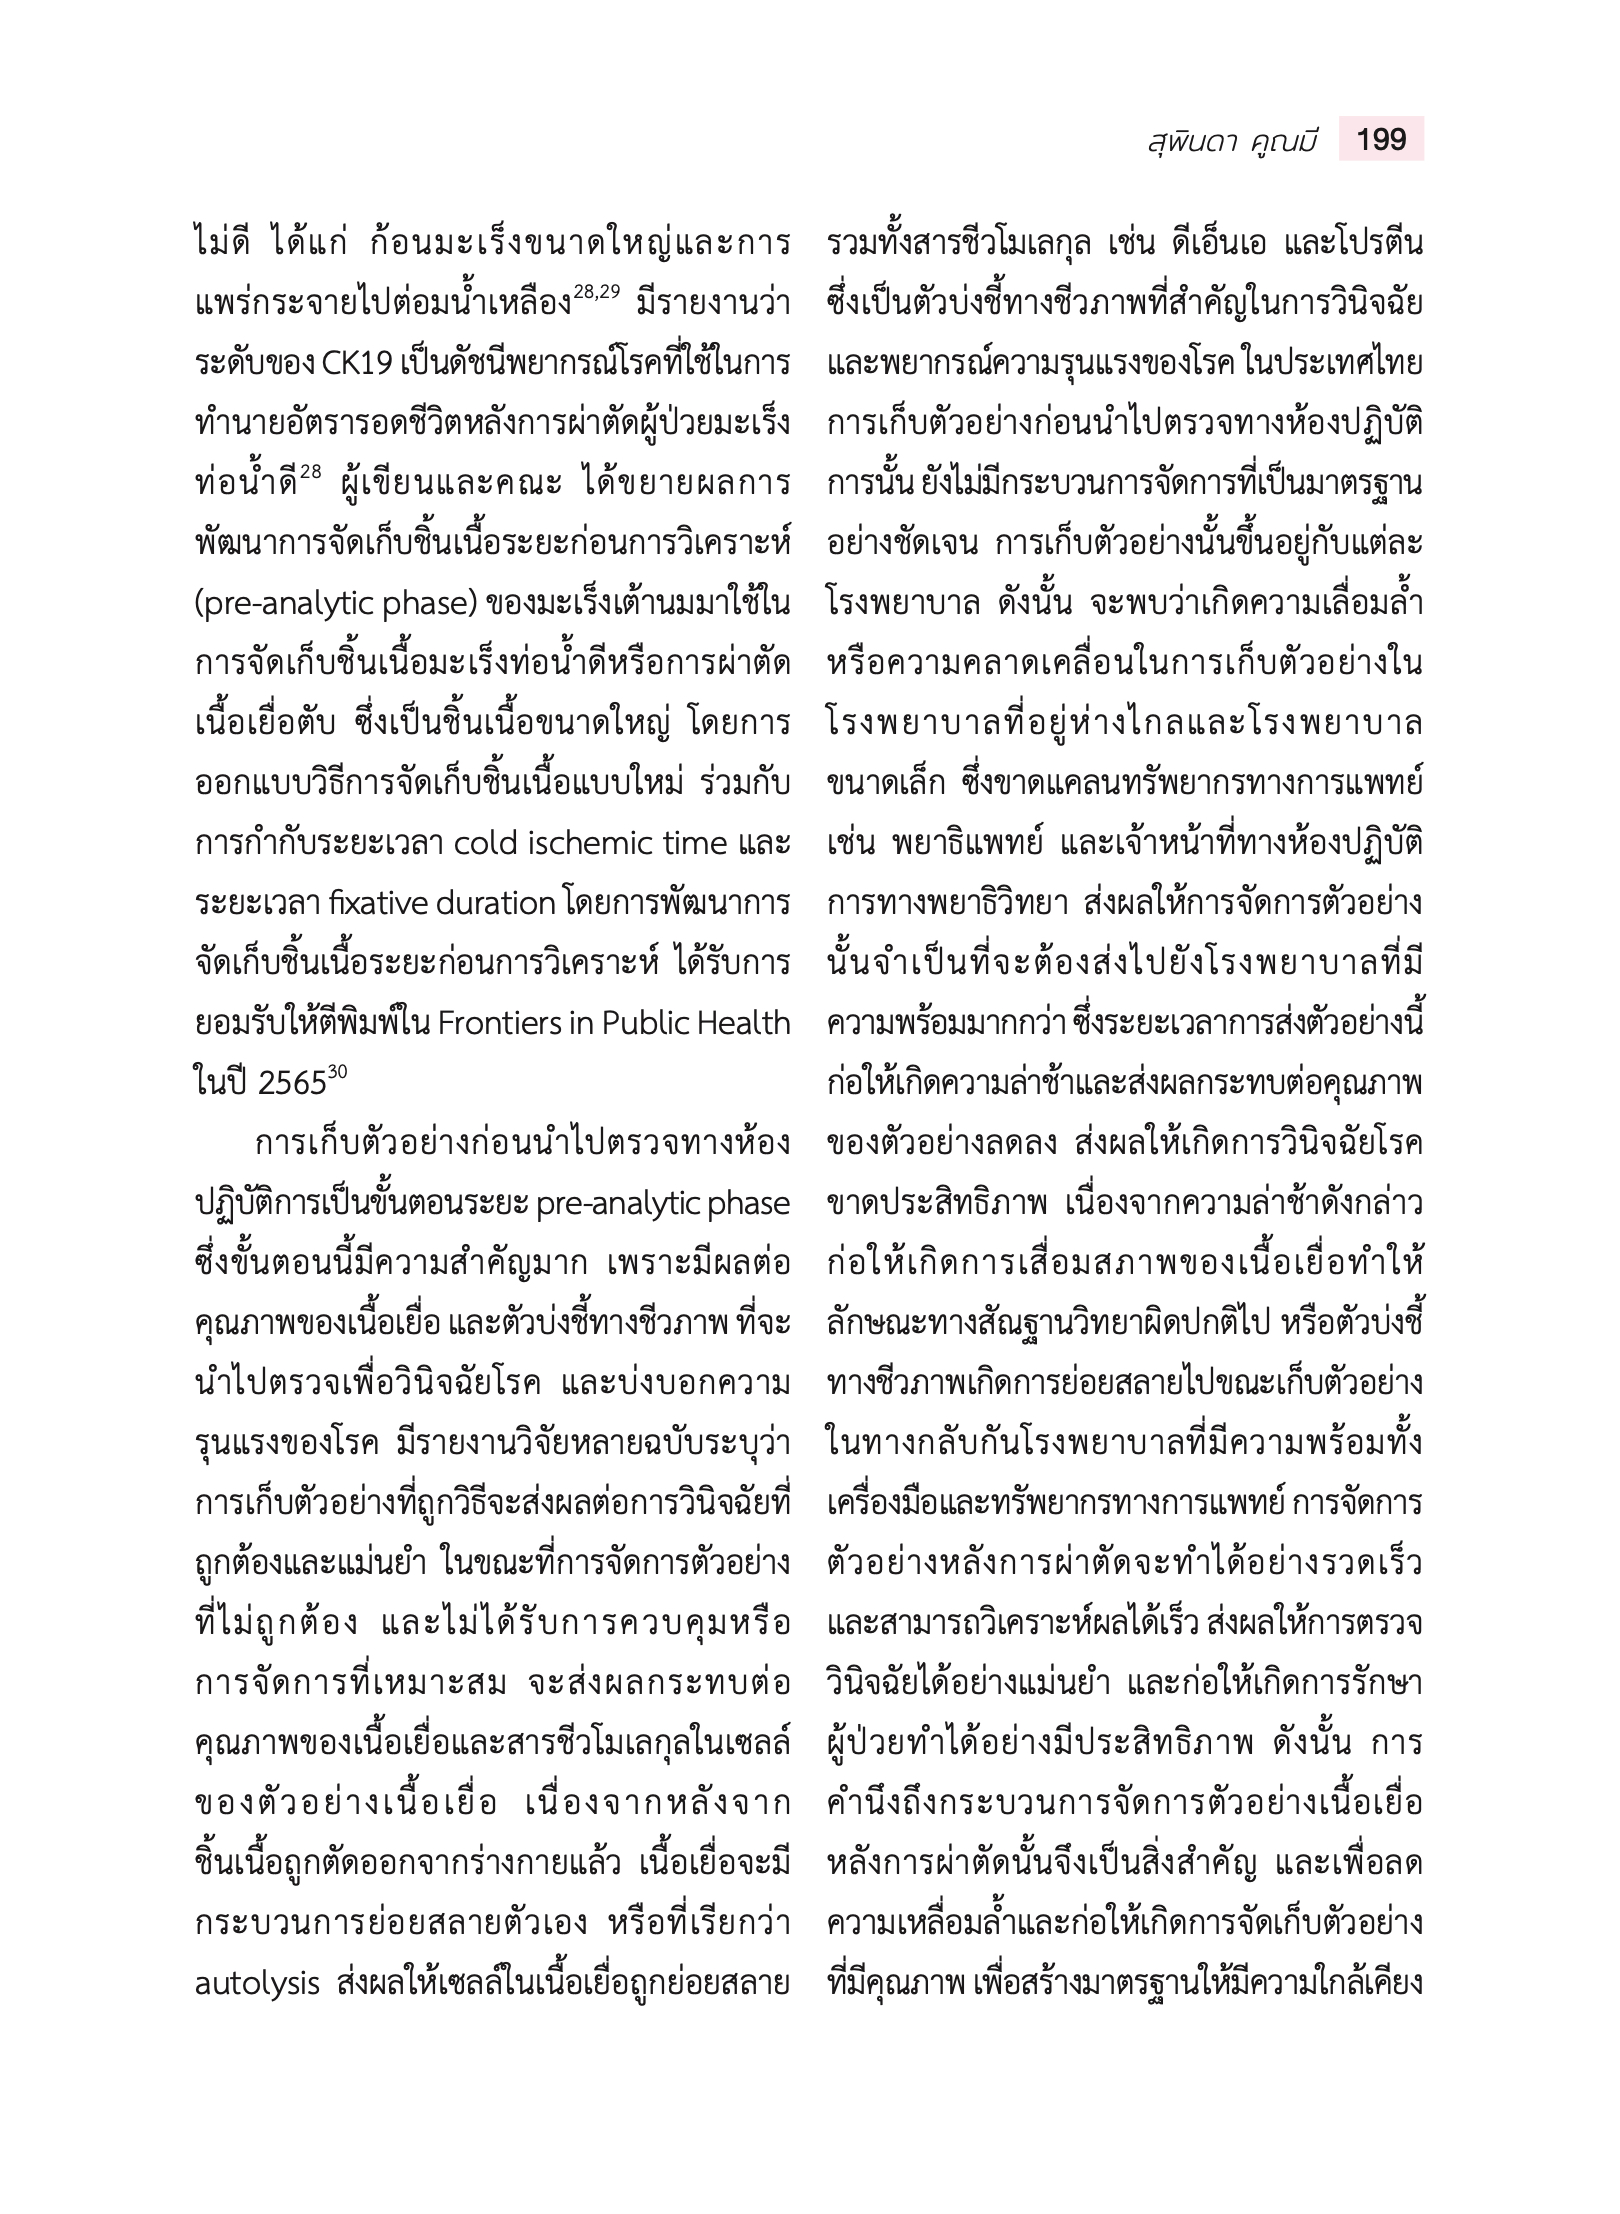 สุพินดา คูณมี 199
ไม่ดี ได้แก่ ก้อนมะเร็งขนาดใหญ่และการ
แพร่กระจายไปต่อมน้ำเหลือง28,29 มีรายงานว่า
ระดับของ CK19 เป็นดัชนีพยากรณ์โรคที่ใช้ในการ
ทำนายอัตรารอดชีวิตหลังการผ่าตัดผู้ป่วยมะเร็ง
ท่อน้ำดี28 ผู้เขียนและคณะ ได้ขยายผลการ
พัฒนาการจัดเก็บชิ้นเนื้อระยะก่อนการวิเคราะห์
(pre-analytic phase) ของมะเร็งเต้านมมาใช้ใน
การจัดเก็บชิ้นเนื้อมะเร็งท่อน้ำดีหรือการผ่าตัด
เนื้อเยื่อตับ ซึ่งเป็นชิ้นเนื้อขนาดใหญ่ โดยการ
ออกแบบวิธีการจัดเก็บชิ้นเนื้อแบบใหม่ ร่วมกับ
การกำกับระยะเวลา cold ischemic time และ
ระยะเวลา fixative duration โดยการพัฒนาการ
จัดเก็บชิ้นเนื้อระยะก่อนการวิเคราะห์ ได้รับการ
ยอมรับให้ตีพิมพ์ใน Frontiers in Public Health
ในปี 256530
การเก็บตัวอย่างก่อนนำไปตรวจทางห้อง
ปฏิบัติการเป็นขั้นตอนระยะ pre-analytic phase
ซึ่งขั้นตอนนี้มีความสำคัญมาก เพราะมีผลต่อ
คุณภาพของเนื้อเยื่อ และตัวบ่งชี้ทางชีวภาพ ที่จะ
นำไปตรวจเพื่อวินิจฉัยโรค และบ่งบอกความ
รุนแรงของโรค มีรายงานวิจัยหลายฉบับระบุว่า
การเก็บตัวอย่างที่ถูกวิธีจะส่งผลต่อการวินิจฉัยที่
ถูกต้องและแม่นยำ ในขณะที่การจัดการตัวอย่าง
ที่ไม่ถูกต้อง และไม่ได้รับการควบคุมหรือ
การจัดการที่เหมาะสม จะส่งผลกระทบต่อ
คุณภาพของเนื้อเยื่อและสารชีวโมเลกุลในเซลล์
ของตัวอย่างเนื้อเยื่อ เนื่องจากหลังจาก
ชิ้นเนื้อถูกตัดออกจากร่างกายแล้ว เนื้อเยื่อจะมี
กระบวนการย่อยสลายตัวเอง หรือที่เรียกว่า
autolysis ส่งผลให้เซลล์ในเนื้อเยื่อถูกย่อยสลาย
รวมทั้งสารชีวโมเลกุล เช่น ดีเอ็นเอ และโปรตีน
ซึ่งเป็นตัวบ่งชี้ทางชีวภาพที่สำคัญในการวินิจฉัย
และพยากรณ์ความรุนแรงของโรค ในประเทศไทย
การเก็บตัวอย่างก่อนนำไปตรวจทางห้องปฏิบัติ
การนั้น ยังไม่มีกระบวนการจัดการที่เป็นมาตรฐาน
อย่างชัดเจน การเก็บตัวอย่างนั้นขึ้นอยู่กับแต่ละ
โรงพยาบาล ดังนั้น จะพบว่าเกิดความเลื่อมล้ำ
หรือความคลาดเคลื่อนในการเก็บตัวอย่างใน
โรงพยาบาลที่อยู่ห่างไกลและโรงพยาบาล
ขนาดเล็ก ซึ่งขาดแคลนทรัพยากรทางการแพทย์
เช่น พยาธิแพทย์ และเจ้าหน้าที่ทางห้องปฏิบัติ
การทางพยาธิวิทยา ส่งผลให้การจัดการตัวอย่าง
นั้นจำเป็นที่จะต้องส่งไปยังโรงพยาบาลที่มี
ความพร้อมมากกว่า ซึ่งระยะเวลาการส่งตัวอย่างนี้
ก่อให้เกิดความล่าช้าและส่งผลกระทบต่อคุณภาพ
ของตัวอย่างลดลง ส่งผลให้เกิดการวินิจฉัยโรค
ขาดประสิทธิภาพ เนื่องจากความล่าช้าดังกล่าว
ก่อให้เกิดการเสื่อมสภาพของเนื้อเยื่อทำให้
ลักษณะทางสัณฐานวิทยาผิดปกติไป หรือตัวบ่งชี้
ทางชีวภาพเกิดการย่อยสลายไปขณะเก็บตัวอย่าง
ในทางกลับกันโรงพยาบาลที่มีความพร้อมทั้ง
เครื่องมือและทรัพยากรทางการแพทย์ การจัดการ
ตัวอย่างหลังการผ่าตัดจะทำได้อย่างรวดเร็ว
และสามารถวิเคราะห์ผลได้เร็ว ส่งผลให้การตรวจ
วินิจฉัยได้อย่างแม่นยำ และก่อให้เกิดการรักษา
ผู้ป่วยทำได้อย่างมีประสิทธิภาพ ดังนั้น การ
คำนึงถึงกระบวนการจัดการตัวอย่างเนื้อเยื่อ
หลังการผ่าตัดนั้นจึงเป็นสิ่งสำคัญ และเพื่อลด
ความเหลื่อมล้ำและก่อให้เกิดการจัดเก็บตัวอย่าง
ที่มีคุณภาพ เพื่อสร้างมาตรฐานให้มีความใกล้เคียง